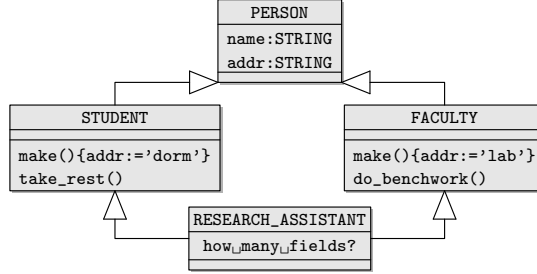 PERSON
name:STRING
addr:STRING
STUDENT
make(){addr:='dorm'}
take_rest()
FACULTY
make(){addr:='lab'}
do_benchwork()
RESEARCH_ASSISTANT
how␣many␣fields?